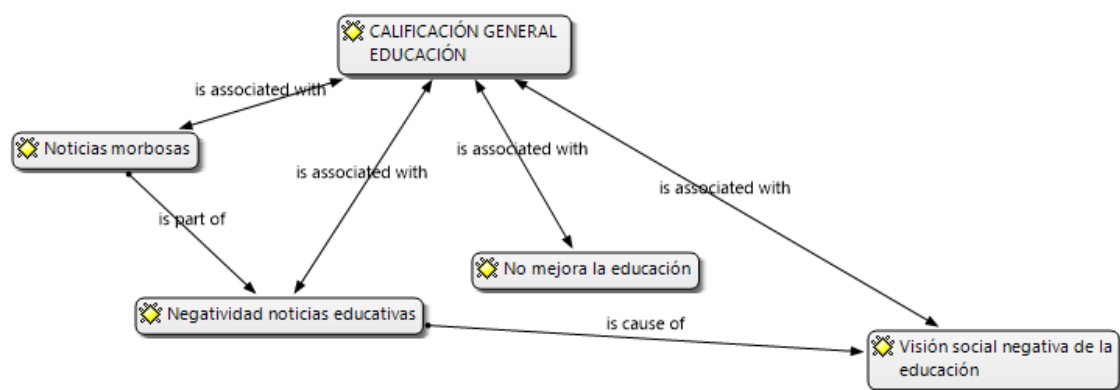 CALIFICACIÓN GENERAL
EDUCACIÓN
is associated with
Noticias morbosas
is associated with
is associated with
is associated with
is part of
No mejora la educación
Negatividad noticias educativas
is cause of
Visión social negativa de la
educación